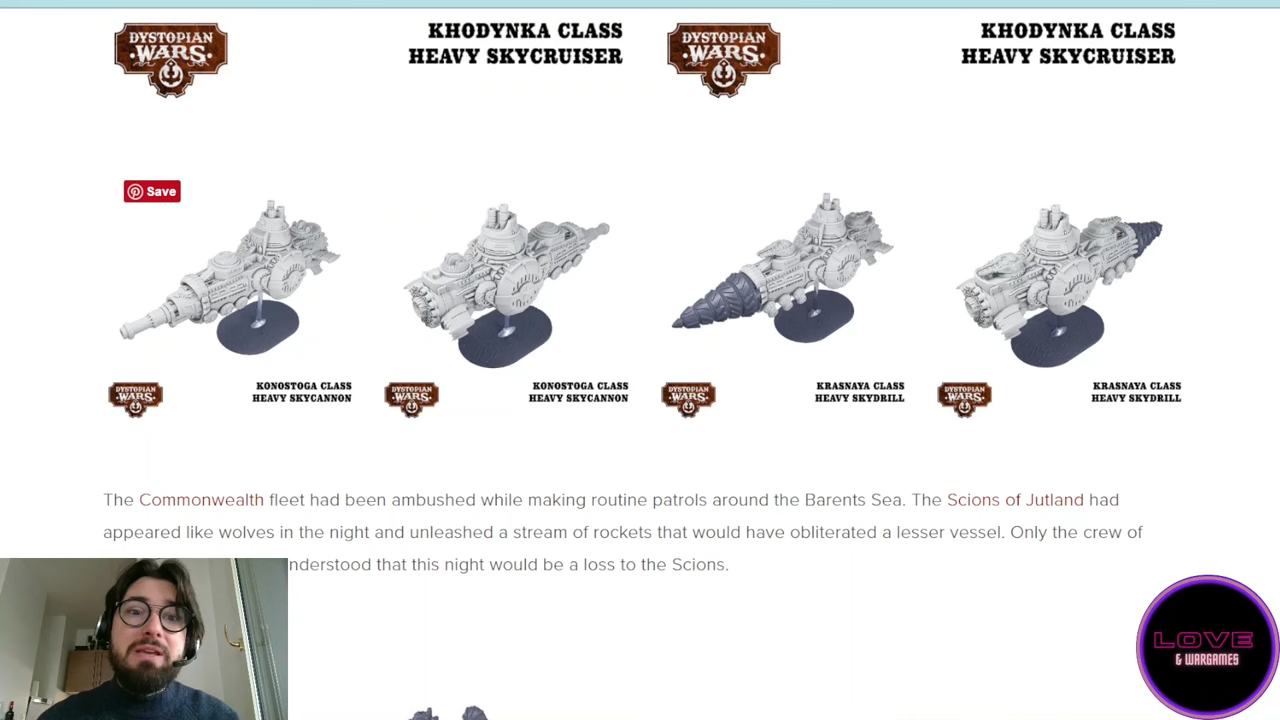 DYSTOPIAN
WARS
KHODYNKA CLASS
HEAVY SKYCRUISER
DYSTOPIAN
WARS
KHODYNKA CLASS
HEAVY SKYCRUISER
Save
DYSTOPIAN
WARS
KONOSTOGA CLASS
HEAVY SKYCANNON
DYSTOPIAN
WARS
KONOSTOGA CLASS
HEAVY SKYCANNON
DYSTOPIAN
WARS
KRASNAYA CLASS
HEAVY SKYDRILL
DYSTOPIAN
WARS
KRASNAYA CLASS
HEAVY SKYDRILL
The Commonwealth fleet had been ambushed while making routine patrols around the Barents Sea. The Scions of Jutland had
appeared like wolves in the night and unleashed a stream of rockets that would have obliterated a lesser vessel. Only the crew of
that this night would be a loss to the Scions.
LOVE
& WARGAMES